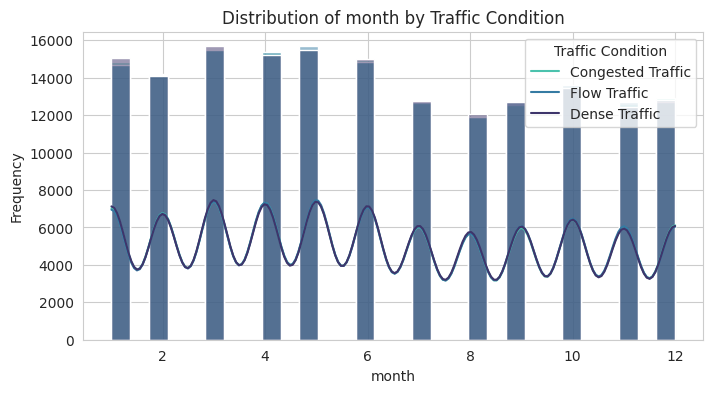 Distribution of month by Traffic Condition
16000
14000
12000
10000
8000
6000
4000
2000
0
Frequency
Traffic Condition
Congested Traffic
Flow Traffic
Dense Traffic
2
4
6
8
10
12
month